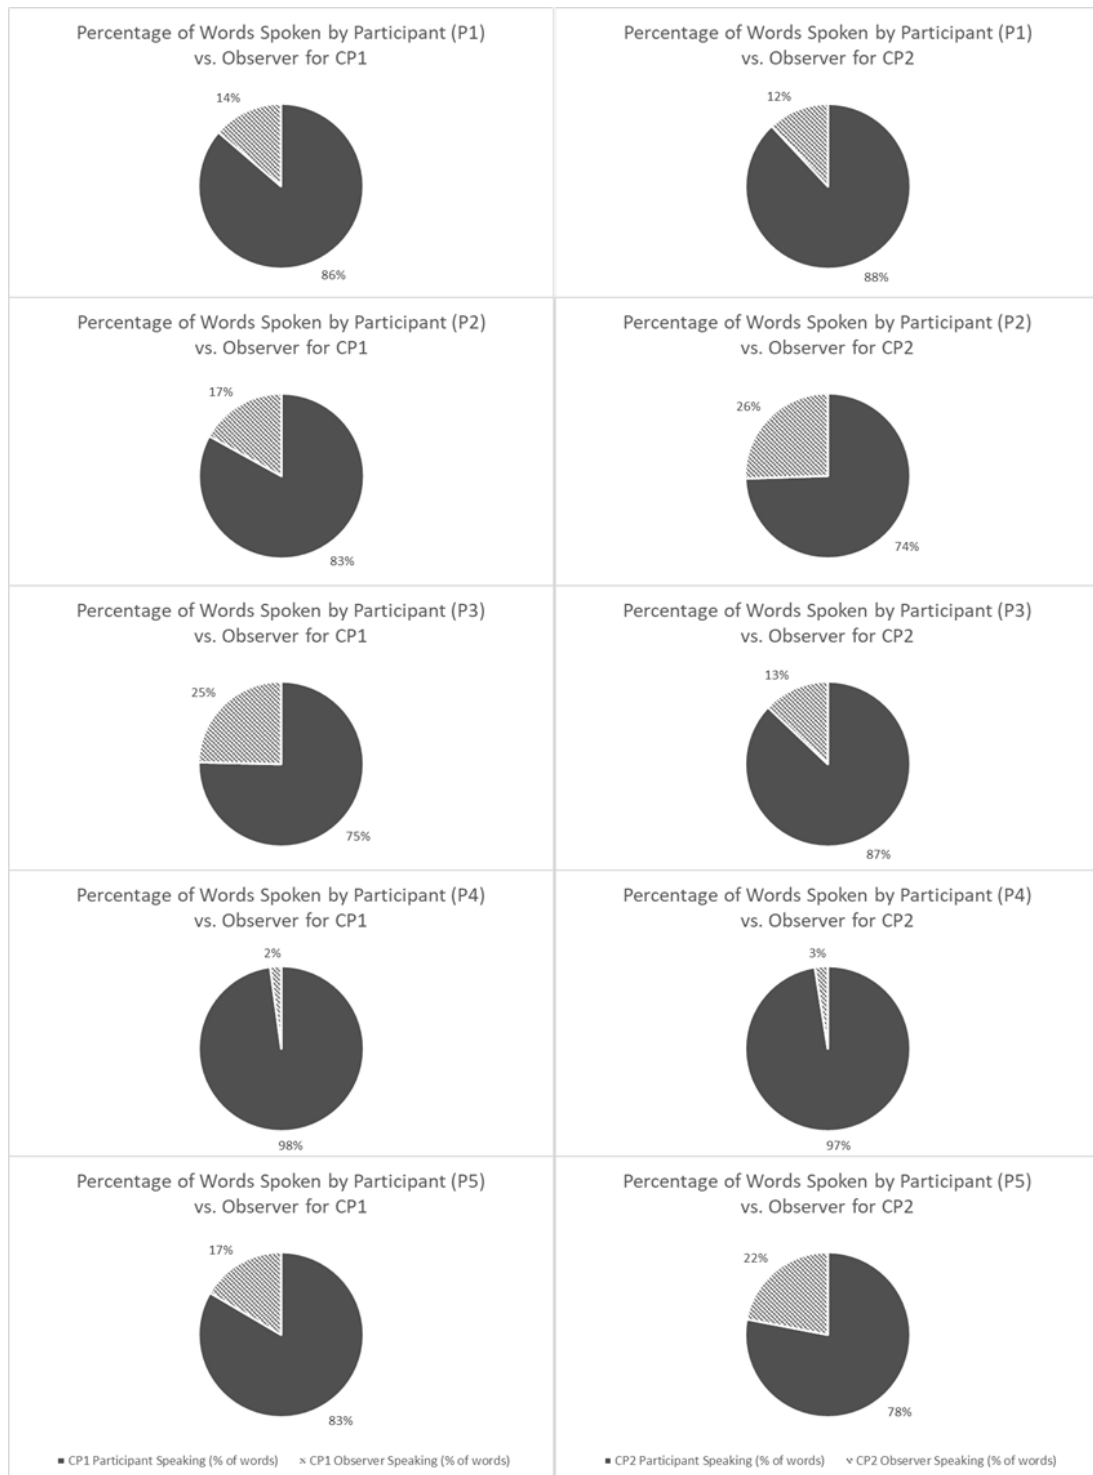 Percentage of Words Spoken by Participant (P1)
vs. Observer for CP1
14%
86%
Percentage of Words Spoken by Participant (P1)
vs. Observer for CP2
12%
88%
Percentage of Words Spoken by Participant (P2)
vs. Observer for CP1
17%
83%
Percentage of Words Spoken by Participant (P2)
vs. Observer for CP2
26%
74%
Percentage of Words Spoken by Participant (P3)
vs. Observer for CP1
25%
75%
Percentage of Words Spoken by Participant (P3)
vs. Observer for CP2
13%
87%
Percentage of Words Spoken by Participant (P4)
vs. Observer for CP1
2%
98%
Percentage of Words Spoken by Participant (P4)
vs. Observer for CP2
3%
97%
Percentage of Words Spoken by Participant (P5)
vs. Observer for CP1
17%
83%
CP1 Participant Speaking (% of words) CP1 Observer Speaking (% of words)
Percentage of Words Spoken by Participant (P5)
vs. Observer for CP2
22%
78%
CP2 Participant Speaking (% of words) CP2 Observer Speaking (% of words)